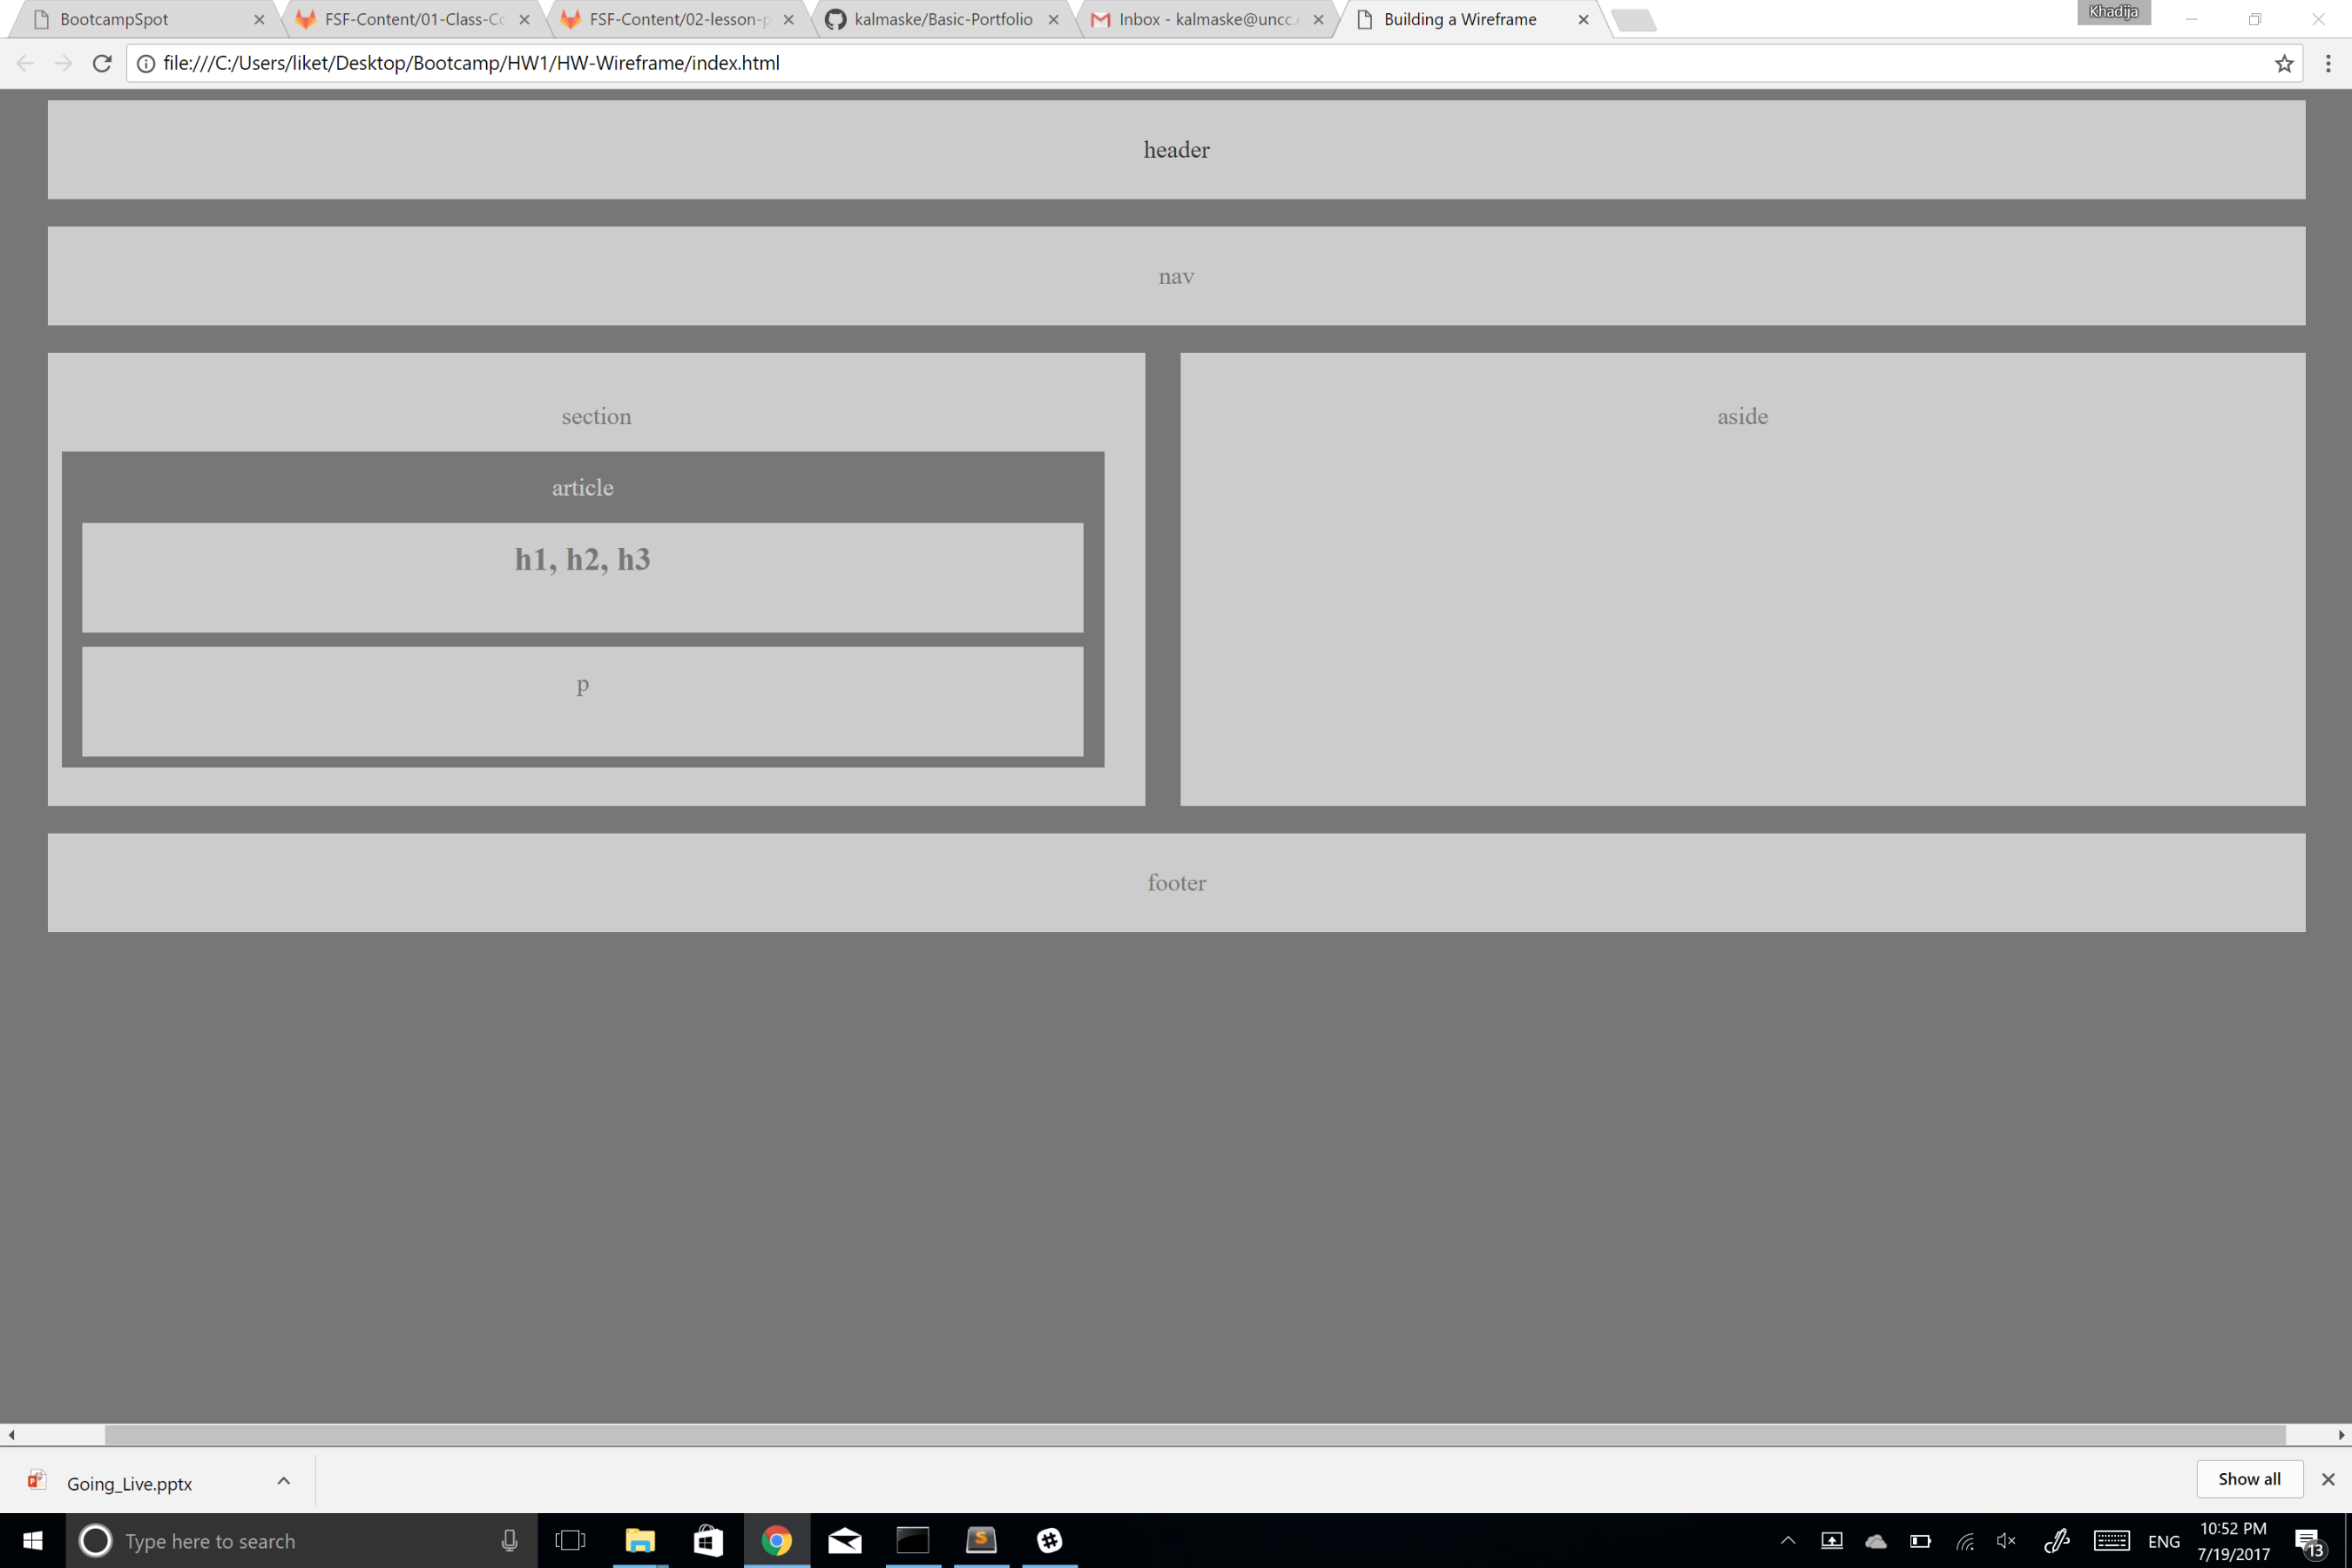 BootcampSpot
FSF-Content/01-Class-Co
FSF-Content/02-lesson-p
kalmaske/Basic-Portfolio
Inbox - kalmaske@uncc.
Building a Wireframe
Khadija
file:///C:/Users/liket/Desktop/Bootcamp/HW1/HW-Wireframe/index.html
header
nav
section
aside
article
h1, h2, h3
p
footer
Going_Live.pptx
Show all
Type here to search
ENG
10:52 PM
7/19/2017
13